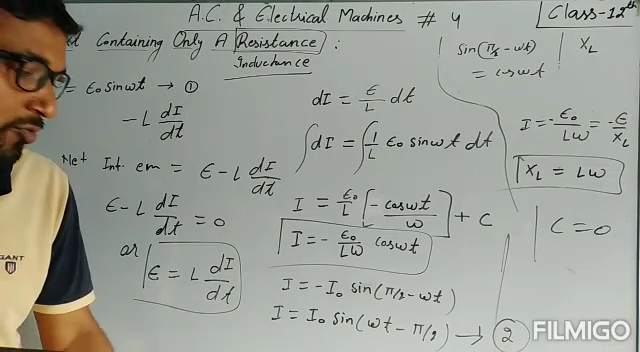 A.C. & Electrical Machines # 4
Class-12th
Containing Only A Resistance :
Inductance
= ϵ₀ sinωt → ①
- L dI/dt
Net Int. em = ϵ - L dI/dt
ϵ - L dI/dt = 0
or ϵ = L dI/dt
dI = ϵ/L dt
∫dI = ∫ 1/L ϵ₀ sinωt dt
I = ϵ₀/L [-cosωt/ω] + C
I = - ϵ₀/Lω cosωt
I = -I₀ sin(π/2 - ωt)
I = I₀ sin(ωt - π/2) → ②
sin(π/2 - ωt)
= cosωt
X_L
I = -ϵ₀/Lω = -ϵ/X_L
X_L = Lω
C = 0
GANT
FILMIGO